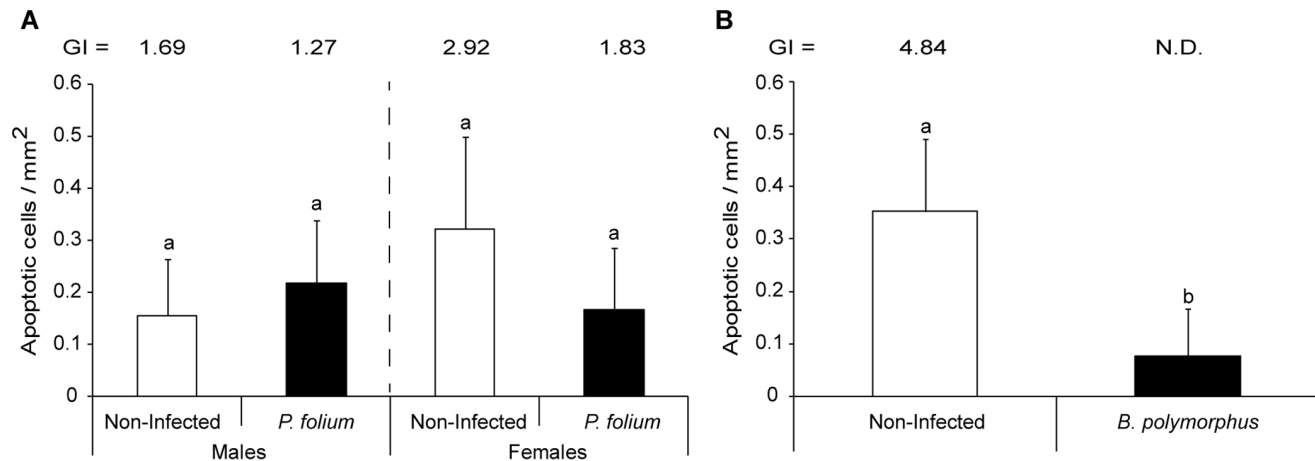 A
B
GI = 1.69 1.27 2.92 1.83
GI = 4.84 N.D.
Apoptotic cells / mm²
0.6
0.5
0.4
0.3
0.2
0.1
0
a
a
a
a
Non-Infected P. folium Non-Infected P. folium
Males Females
Apoptotic cells / mm²
0.6
0.5
0.4
0.3
0.2
0.1
0
a
b
Non-Infected B. polymorphus